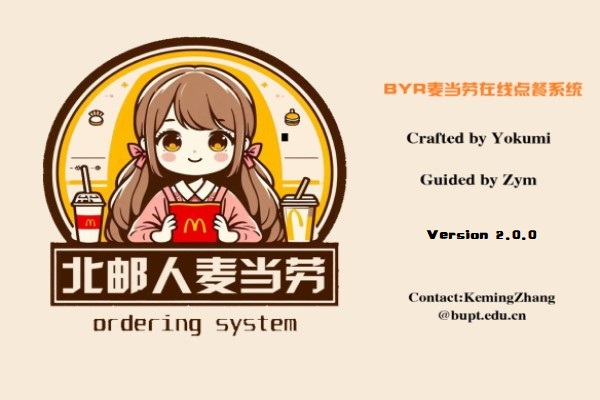 北邮人麦当劳
ordering system
BYR麦当劳在线点餐系统
Crafted by Yokumi
Guided by Zym
Version 2.0.0
Contact:KemingZhang
@bupt.edu.cn